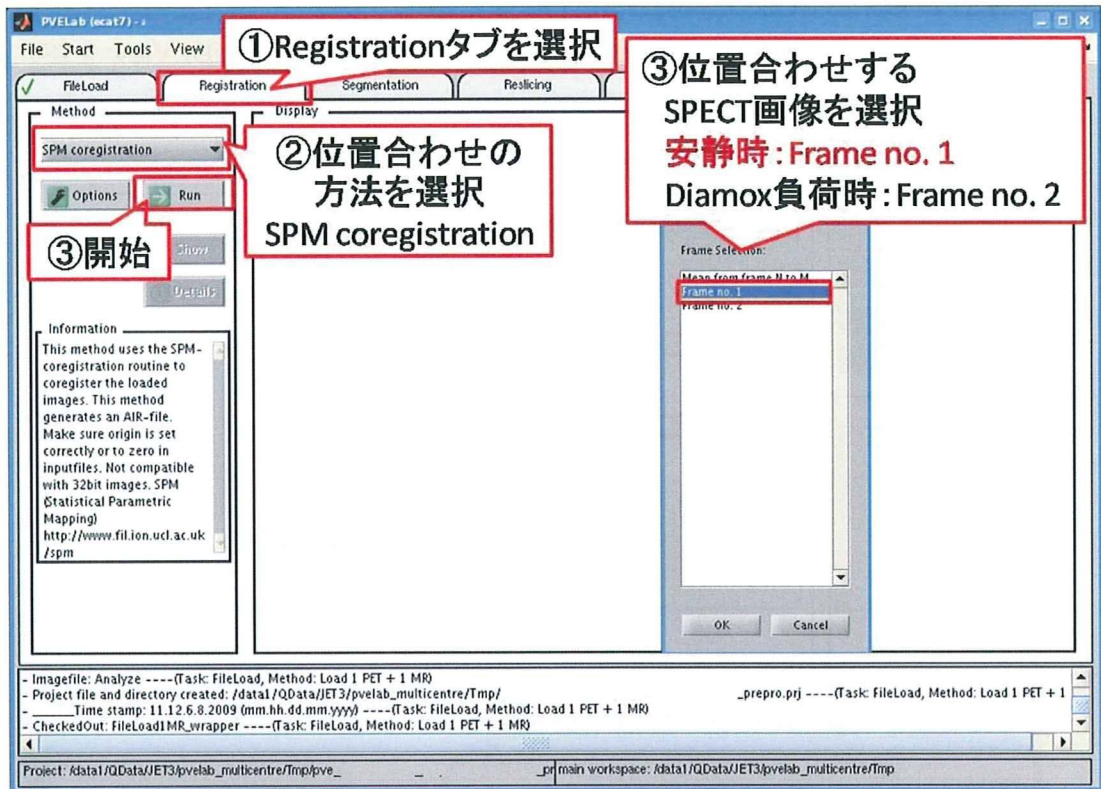 PVELab (ecat7) -
File Start Tools View
①Registrationタブを選択
③位置合わせする
SPECT画像を選択
安静時:Frame no. 1
Diamox負荷時:Frame no. 2
FileLoad
Registration
Segmentation
Reslicing
Method
Display
SPM coregistration
②位置合わせの
方法を選択
SPM coregistration
Options
Run
③開始
Show
Details
Frame Selection:
Mean from frame N to M
Frame no. 1
Frame no. 2
Information
This method uses the SPM-
coregistration routine to
coregister the loaded
images. This method
generates an AIR-file.
Make sure origin is set
correctly or to zero in
inputfiles. Not compatible
with 32bit images. SPM
(Statistical Parametric
Mapping)
http://www.fil.ion.ucl.ac.uk
/spm
OK
Cancel
- Imagefile: Analyze ----(Task: FileLoad, Method: Load 1 PET + 1 MR)
- Project file and directory created: /data1/QData/JET3/pvelab_multicentre/Tmp/ _prepro.prj ----(Task: FileLoad, Method: Load 1 PET + 1
- ______Time stamp: 11.12.6.8.2009 (mm.hh.dd.mm.yyyy) ----(Task: FileLoad, Method: Load 1 PET + 1 MR)
- CheckedOut: FileLoad1MR_wrapper ----(Task: FileLoad, Method: Load 1 PET + 1 MR)
Project: /data1/QData/JET3/pvelab_multicentre/Tmp/pve_ _pr main workspace: /data1/QData/JET3/pvelab_multicentre/Tmp